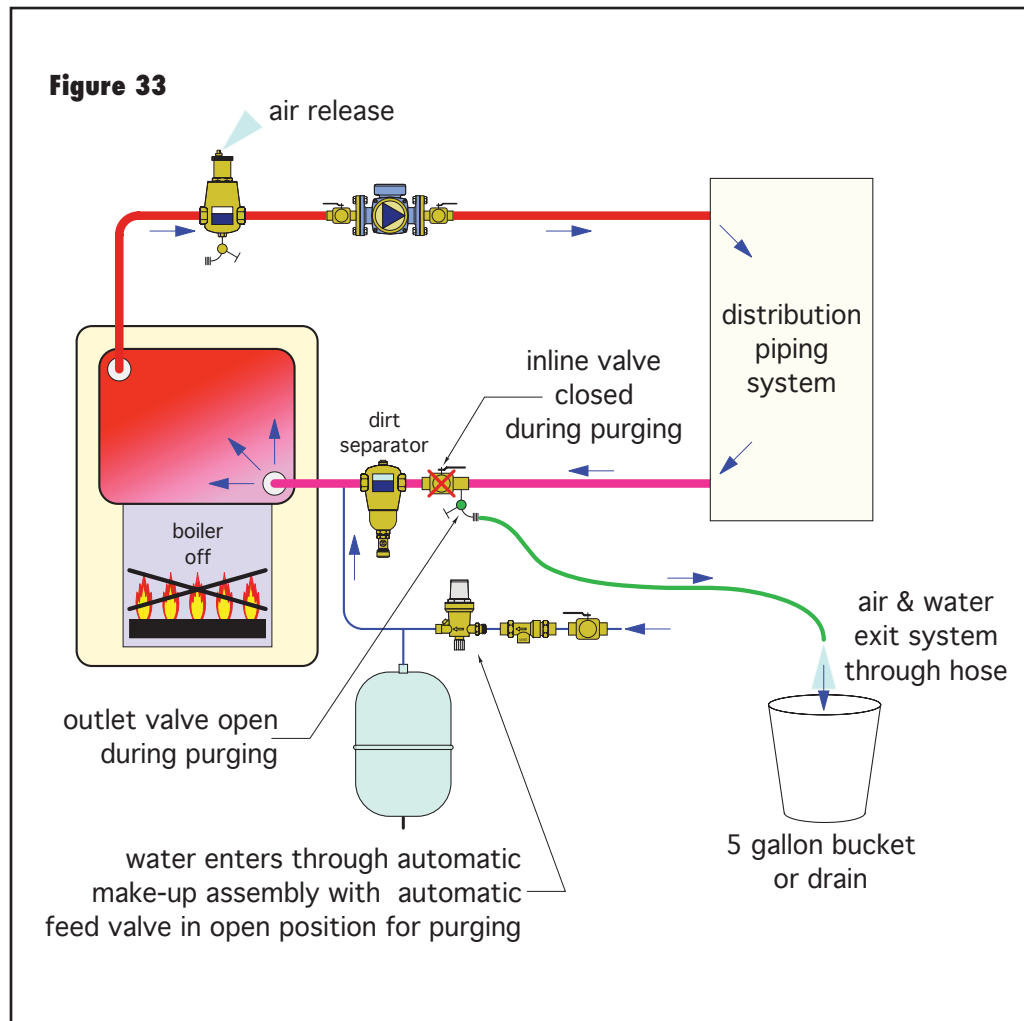 Figure 33
air release
distribution
piping
system
inline valve
closed
during purging
dirt
separator
boiler
off
air & water
exit system
through hose
outlet valve open
during purging
5 gallon bucket
or drain
water enters through automatic
make-up assembly with automatic
feed valve in open position for purging